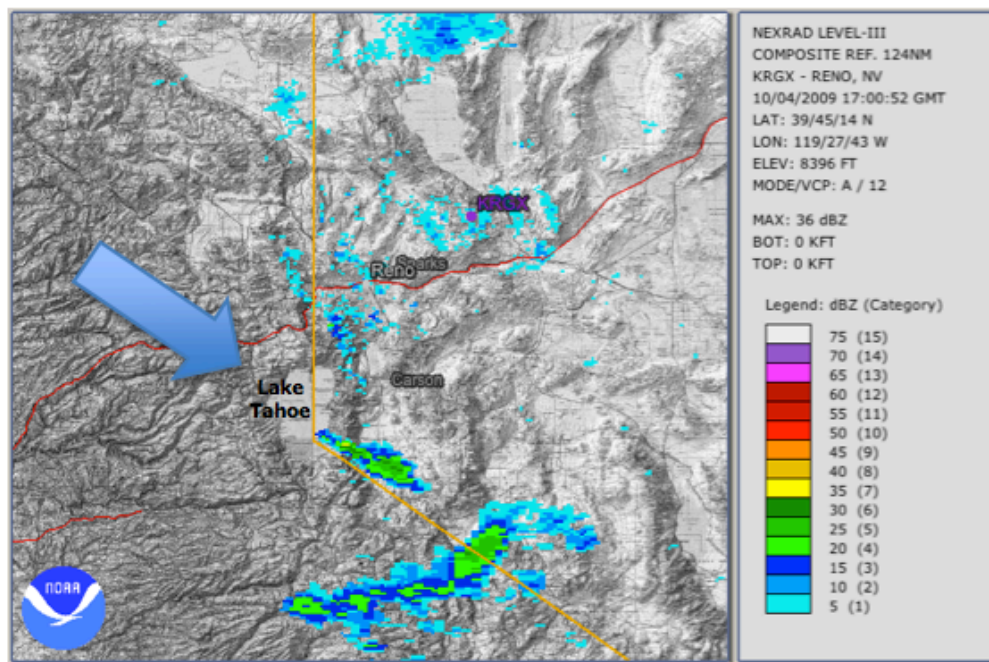 KRGX
Sparks
Reno
Carson
Lake
Tahoe
NOAA
NEXRAD LEVEL-III
COMPOSITE REF. 124NM
KRGX - RENO, NV
10/04/2009 17:00:52 GMT
LAT: 39/45/14 N
LON: 119/27/43 W
ELEV: 8396 FT
MODE/VCP: A / 12
MAX: 36 dBZ
BOT: 0 KFT
TOP: 0 KFT
Legend: dBZ (Category)
75 (15)
70 (14)
65 (13)
60 (12)
55 (11)
50 (10)
45 (9)
40 (8)
35 (7)
30 (6)
25 (5)
20 (4)
15 (3)
10 (2)
5 (1)